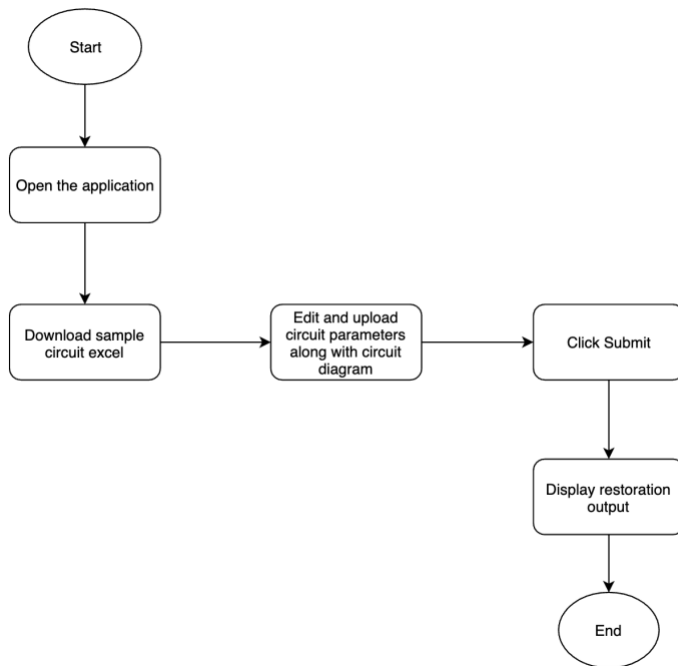 Start
Open the application
Download sample
circuit excel
Edit and upload
circuit parameters
along with circuit
diagram
Click Submit
Display restoration
output
End